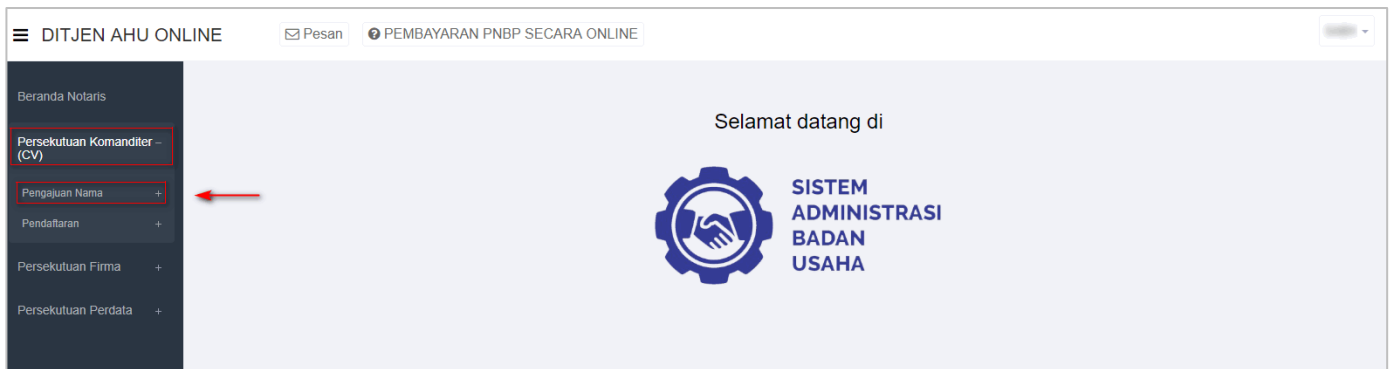 DITJEN AHU ONLINE
Pesan
PEMBAYARAN PNBP SECARA ONLINE
Beranda Notaris
Persekutuan Komanditer –
(CV)
Pengajuan Nama +
Pendaftaran +
Persekutuan Firma +
Persekutuan Perdata +
Selamat datang di
SISTEM
ADMINISTRASI
BADAN
USAHA